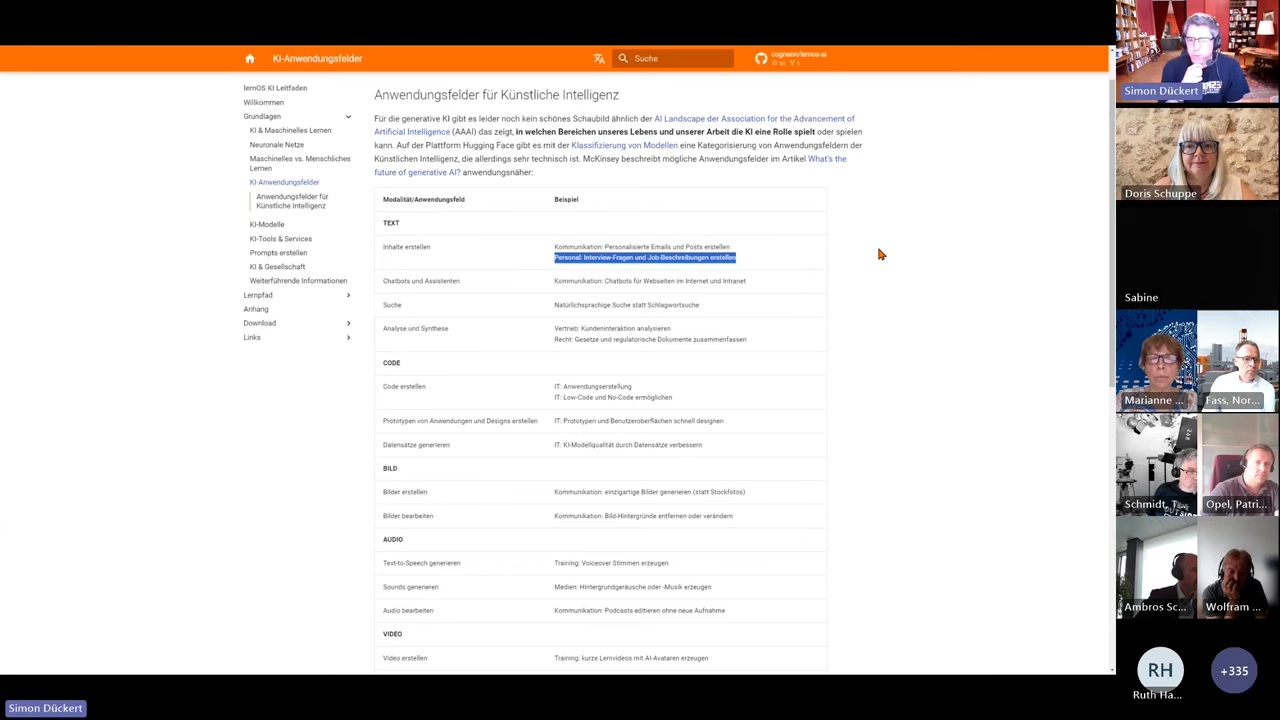 KI-Anwendungsfelder
Suche
cogneon/lernos-ai
lernOS KI Leitfaden
Willkommen
Grundlagen
KI & Maschinelles Lernen
Neuronale Netze
Maschinelles vs. Menschliches
Lernen
KI-Anwendungsfelder
Anwendungsfelder für
Künstliche Intelligenz
KI-Modelle
KI-Tools & Services
Prompts erstellen
KI & Gesellschaft
Weiterführende Informationen
Lernpfad
Anhang
Download
Links
Anwendungsfelder für Künstliche Intelligenz
Für die generative KI gibt es leider noch kein schönes Schaubild ähnlich der AI Landscape der Association for the Advancement of
Artificial Intelligence (AAAI) das zeigt, in welchen Bereichen unseres Lebens und unserer Arbeit die KI eine Rolle spielt oder spielen
kann. Auf der Plattform Hugging Face gibt es mit der Klassifizierung von Modellen eine Kategorisierung von Anwendungsfeldern der
Künstlichen Intelligenz, die allerdings sehr technisch ist. McKinsey beschreibt mögliche Anwendungsfelder im Artikel What's the
future of generative AI? anwendungsnäher:
Modalität/Anwendungsfeld Beispiel
TEXT
Inhalte erstellen Kommunikation: Personalisierte Emails und Posts erstellen
Personal: Interview-Fragen und Job-Beschreibungen erstellen
Chatbots und Assistenten Kommunikation: Chatbots für Webseiten im Internet und Intranet
Suche Natürlichsprachige Suche statt Schlagwortsuche
Analyse und Synthese Vertrieb: Kundeninteraktion analysieren
Recht: Gesetze und regulatorische Dokumente zusammenfassen
CODE
Code erstellen IT: Anwendungserstellung
IT: Low-Code und No-Code ermöglichen
Prototypen von Anwendungen und Designs erstellen IT: Prototypen und Benutzeroberflächen schnell designen
Datensätze generieren IT: KI-Modellqualität durch Datensätze verbessern
BILD
Bilder erstellen Kommunikation: einzigartige Bilder generieren (statt Stockfotos)
Bilder bearbeiten Kommunikation: Bild-Hintergründe entfernen oder verändern
AUDIO
Text-to-Speech generieren Training: Voiceover Stimmen erzeugen
Sounds generieren Medien: Hintergrundgeräusche oder -Musik erzeugen
Audio bearbeiten Kommunikation: Podcasts editieren ohne neue Aufnahme
VIDEO
Video erstellen Training: kurze Lernvideos mit AI-Avataren erzeugen
Simon Dückert
Doris Schuppe
Sabine
Marianne ...
Fass, Nor...
Schmidt, T...
Opel, Patri...
Ambros Sc...
Wolfram ...
RH
Ruth Ha...
+335
Simon Dückert